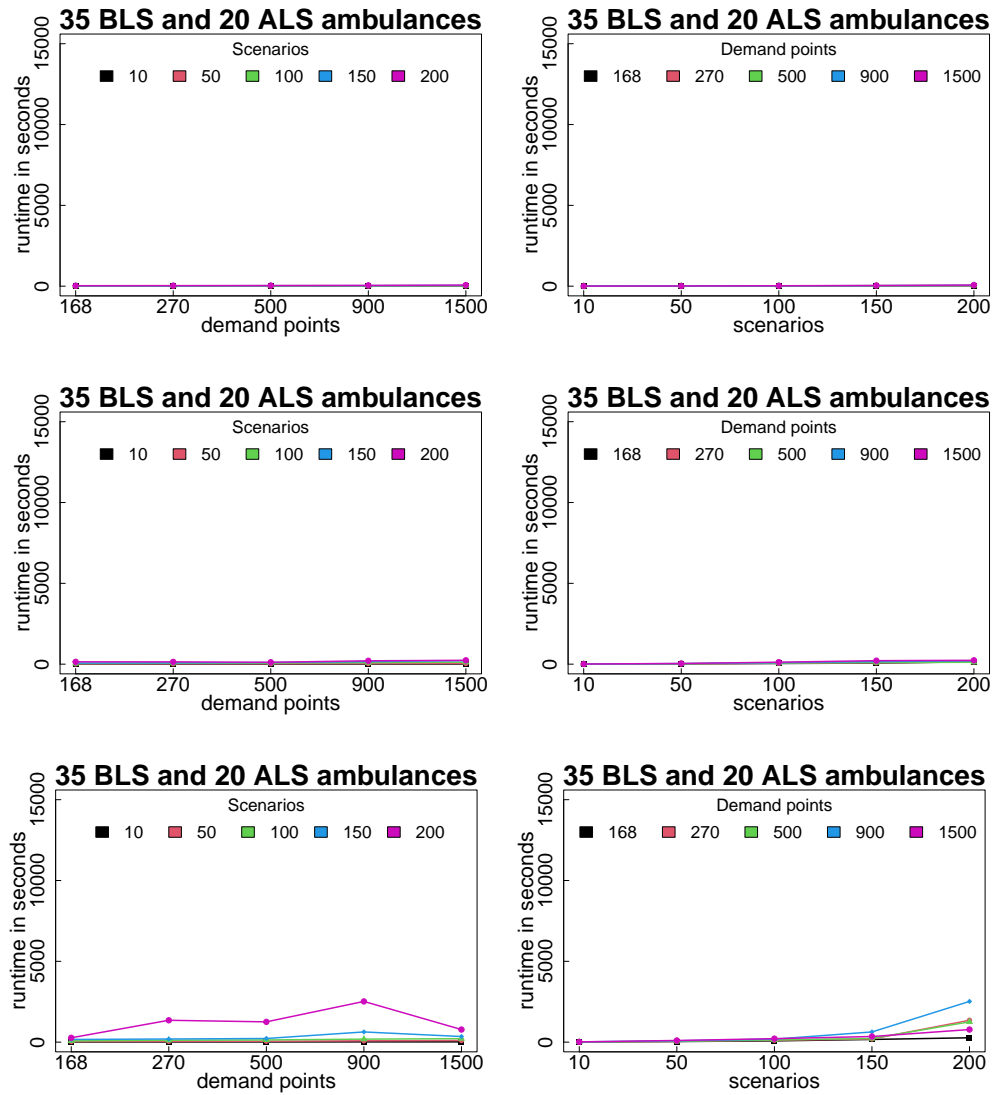 35 BLS and 20 ALS ambulances
Scenarios
10 50 100 150 200
runtime in seconds
0 5000 10000 15000
168 270 500 900 1500
demand points
35 BLS and 20 ALS ambulances
Demand points
168 270 500 900 1500
runtime in seconds
0 5000 10000 15000
10 50 100 150 200
scenarios
35 BLS and 20 ALS ambulances
Scenarios
10 50 100 150 200
runtime in seconds
0 5000 10000 15000
168 270 500 900 1500
demand points
35 BLS and 20 ALS ambulances
Demand points
168 270 500 900 1500
runtime in seconds
0 5000 10000 15000
10 50 100 150 200
scenarios
35 BLS and 20 ALS ambulances
Scenarios
10 50 100 150 200
runtime in seconds
0 5000 10000 15000
168 270 500 900 1500
demand points
35 BLS and 20 ALS ambulances
Demand points
168 270 500 900 1500
runtime in seconds
0 5000 10000 15000
10 50 100 150 200
scenarios